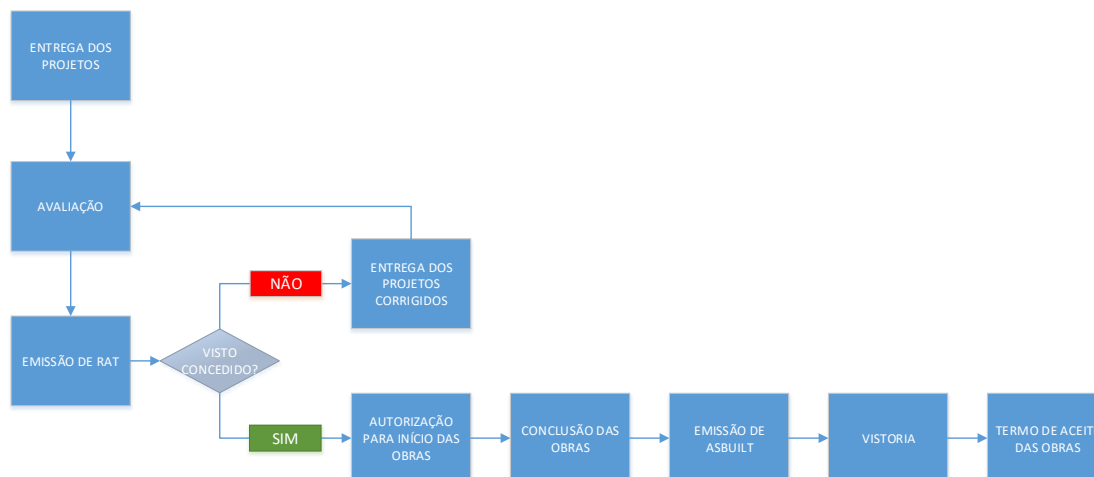 ENTREGA DOS
PROJETOS
AVALIAÇÃO
ENTREGA DOS
PROJETOS
CORRIGIDOS
NÃO
EMISSÃO DE RAT
VISTO
CONCEDIDO?
SIM
AUTORIZAÇÃO
PARA INÍCIO DAS
OBRAS
CONCLUSÃO DAS
OBRAS
EMISSÃO DE
ASBUILT
VISTORIA
TERMO DE ACEITE
DAS OBRAS